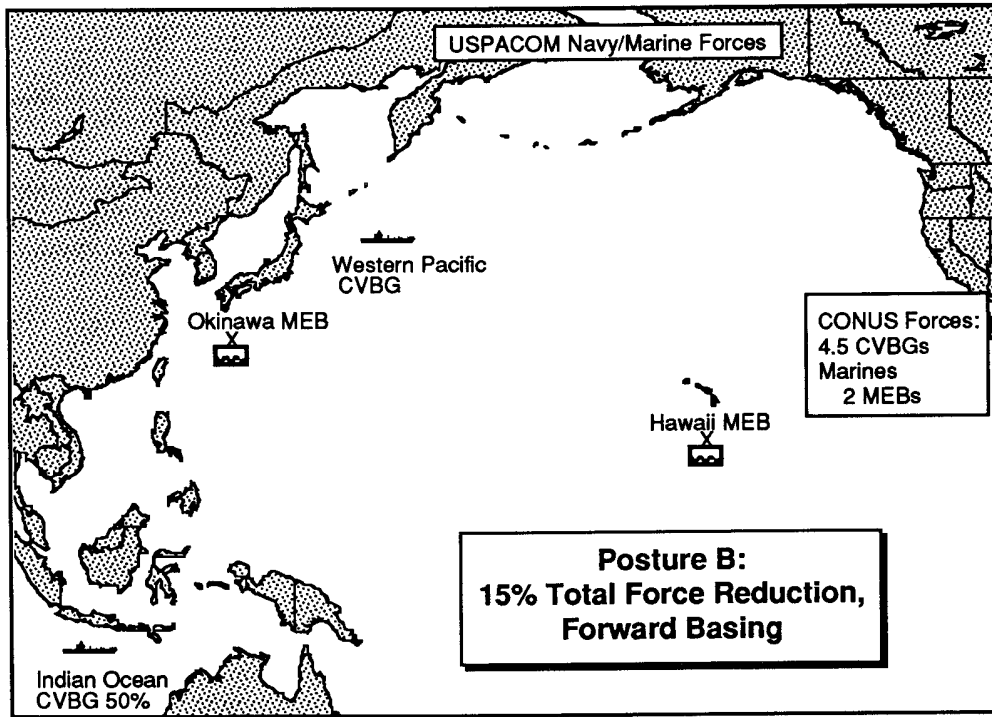 USPACOM Navy/Marine Forces
Western Pacific
CVBG
Okinawa MEB
X
CONUS Forces:
4.5 CVBGs
Marines
2 MEBs
Hawaii MEB
X
Posture B:
15% Total Force Reduction,
Forward Basing
Indian Ocean
CVBG 50%